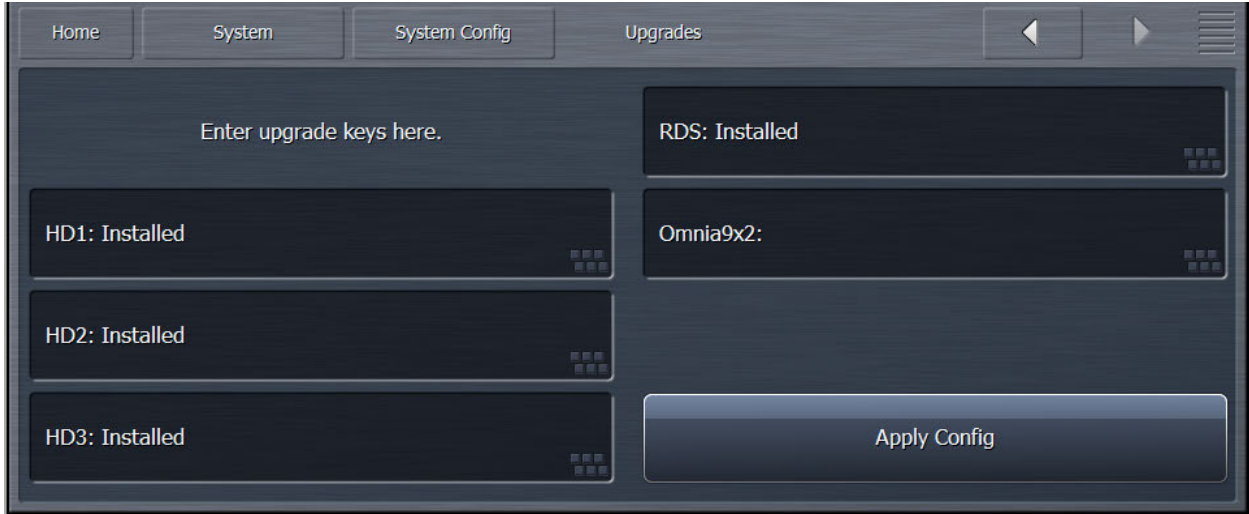 Home
System
System Config
Upgrades
Enter upgrade keys here.
HD1: Installed
HD2: Installed
HD3: Installed
RDS: Installed
Omnia9x2:
Apply Config